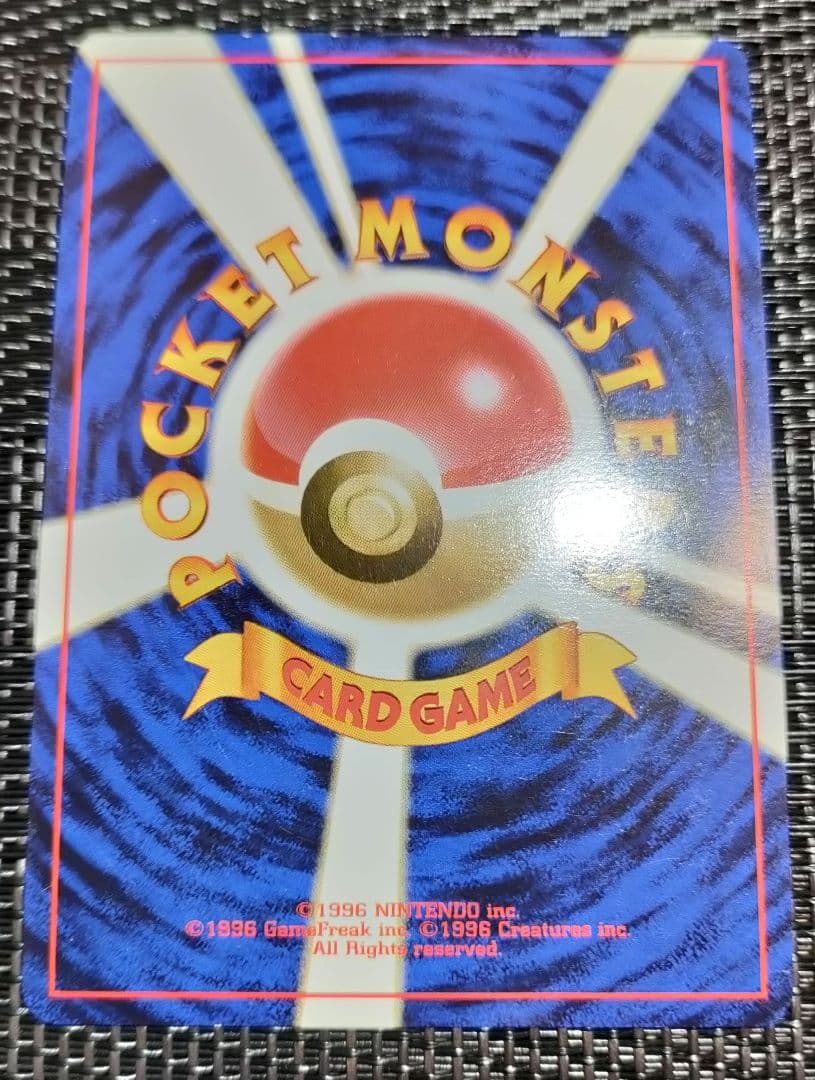 POCKET MONSTERS
CARD GAME
©1996 NINTENDO inc.
©1996 GameFreak inc. ©1996 Creatures inc.
All Rights reserved.